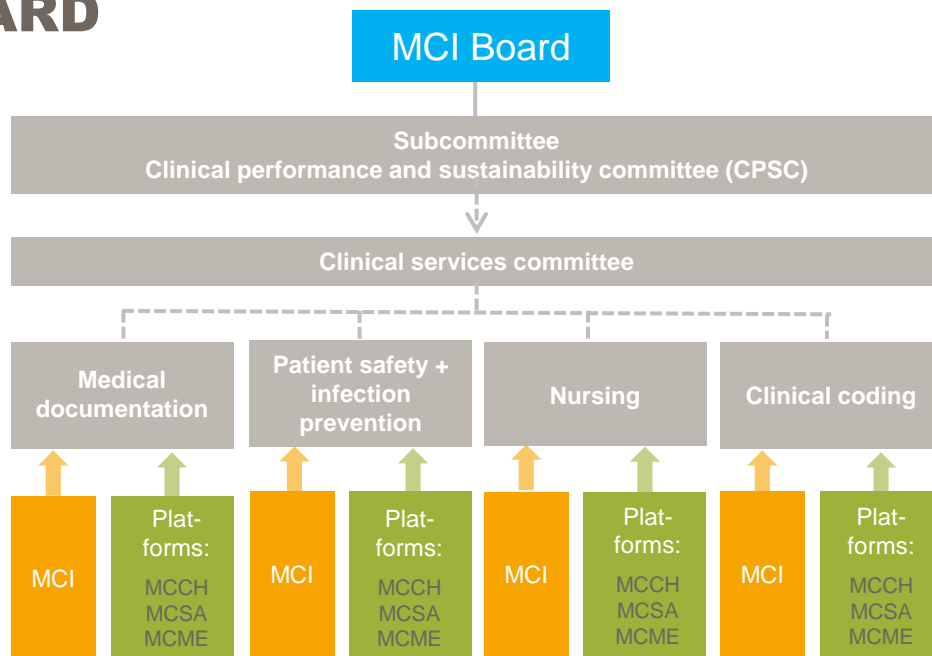 ARD
MCI Board
Subcommittee
Clinical performance and sustainability committee (CPSC)
Clinical services committee
Medical
documentation
Patient safety +
infection
prevention
Nursing
Clinical coding
MCI
Plat-
forms:
MCCH
MCSA
MCME
MCI
Plat-
forms:
MCCH
MCSA
MCME
MCI
Plat-
forms:
MCCH
MCSA
MCME
MCI
Plat-
forms:
MCCH
MCSA
MCME